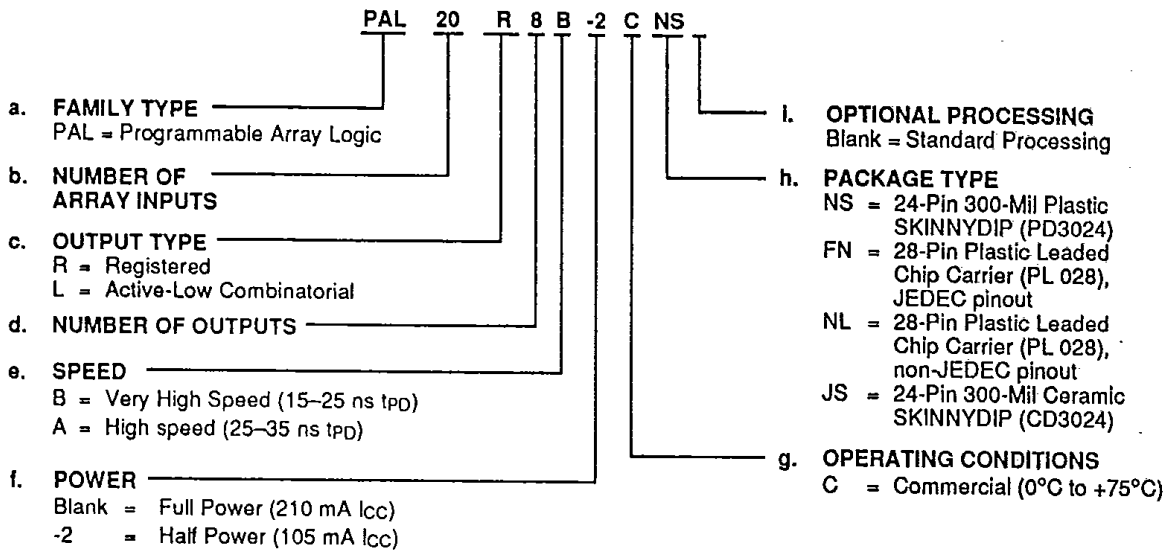 PAL 20 R 8 B -2 C NS
a. FAMILY TYPE
PAL = Programmable Array Logic
b. NUMBER OF
ARRAY INPUTS
c. OUTPUT TYPE
R = Registered
L = Active-Low Combinatorial
d. NUMBER OF OUTPUTS
e. SPEED
B = Very High Speed (15–25 ns tPD)
A = High speed (25–35 ns tPD)
f. POWER
Blank = Full Power (210 mA ICC)
-2 = Half Power (105 mA ICC)
i. OPTIONAL PROCESSING
Blank = Standard Processing
h. PACKAGE TYPE
NS = 24-Pin 300-Mil Plastic
SKINNYDIP (PD3024)
FN = 28-Pin Plastic Leaded
Chip Carrier (PL 028),
JEDEC pinout
NL = 28-Pin Plastic Leaded
Chip Carrier (PL 028),
non-JEDEC pinout
JS = 24-Pin 300-Mil Ceramic
SKINNYDIP (CD3024)
g. OPERATING CONDITIONS
C = Commercial (0°C to +75°C)